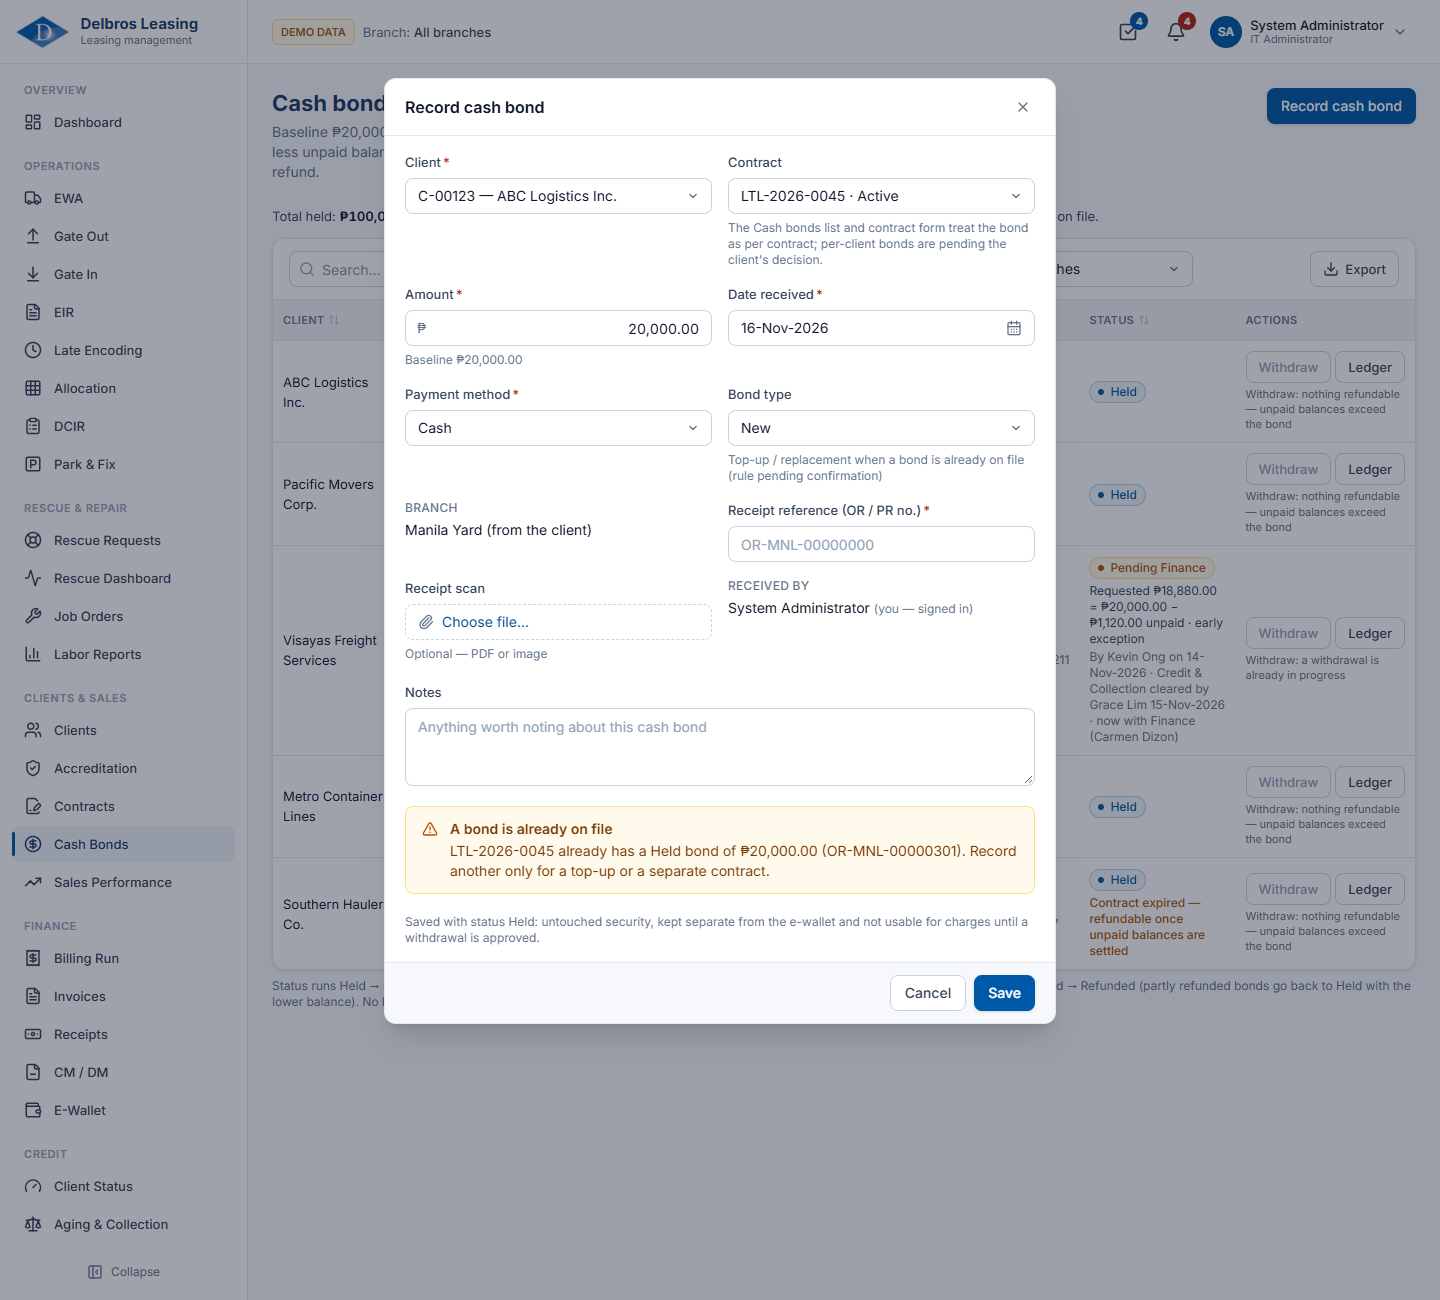 Delbros Leasing
Leasing management
DEMO DATA
Branch: All branches
4
4
SA
System Administrator
IT Administrator
OVERVIEW
Dashboard
OPERATIONS
EWA
Gate Out
Gate In
EIR
Late Encoding
Allocation
DCIR
Park & Fix
RESCUE & REPAIR
Rescue Requests
Rescue Dashboard
Job Orders
Labor Reports
CLIENTS & SALES
Clients
Accreditation
Contracts
Cash Bonds
Sales Performance
FINANCE
Billing Run
Invoices
Receipts
CM / DM
E-Wallet
CREDIT
Client Status
Aging & Collection
Collapse
Cash bond
Baseline ₱20,000
less unpaid balan
refund.
Record cash bond
Total held: ₱100,0
on file.
Search...
hes
Export
CLIENT
STATUS
ACTIONS
ABC Logistics
Inc.
Held
Withdraw
Ledger
Withdraw: nothing refundable
— unpaid balances exceed
the bond
Pacific Movers
Corp.
Held
Withdraw
Ledger
Withdraw: nothing refundable
— unpaid balances exceed
the bond
Visayas Freight
Services
211
Pending Finance
Requested ₱18,880.00
= ₱20,000.00 −
₱1,120.00 unpaid · early
exception
By Kevin Ong on 14-
Nov-2026 · Credit &
Collection cleared by
Grace Lim 15-Nov-2026
· now with Finance
(Carmen Dizon)
Withdraw
Ledger
Withdraw: a withdrawal is
already in progress
Metro Container
Lines
Held
Withdraw
Ledger
Withdraw: nothing refundable
— unpaid balances exceed
the bond
Southern Hauler
Co.
Held
Contract expired —
refundable once
unpaid balances are
settled
Withdraw
Ledger
Withdraw: nothing refundable
— unpaid balances exceed
the bond
Status runs Held →
d → Refunded (partly refunded bonds go back to Held with the
lower balance). No
Record cash bond
Client *
C-00123 — ABC Logistics Inc.
Contract
LTL-2026-0045 · Active
The Cash bonds list and contract form treat the bond
as per contract; per-client bonds are pending the
client's decision.
Amount *
₱ 20,000.00
Baseline ₱20,000.00
Date received *
16-Nov-2026
Payment method *
Cash
Bond type
New
Top-up / replacement when a bond is already on file
(rule pending confirmation)
BRANCH
Manila Yard (from the client)
Receipt reference (OR / PR no.) *
OR-MNL-00000000
Receipt scan
Choose file...
Optional — PDF or image
RECEIVED BY
System Administrator (you — signed in)
Notes
Anything worth noting about this cash bond
A bond is already on file
LTL-2026-0045 already has a Held bond of ₱20,000.00 (OR-MNL-00000301). Record
another only for a top-up or a separate contract.
Saved with status Held: untouched security, kept separate from the e-wallet and not usable for charges until a
withdrawal is approved.
Cancel
Save